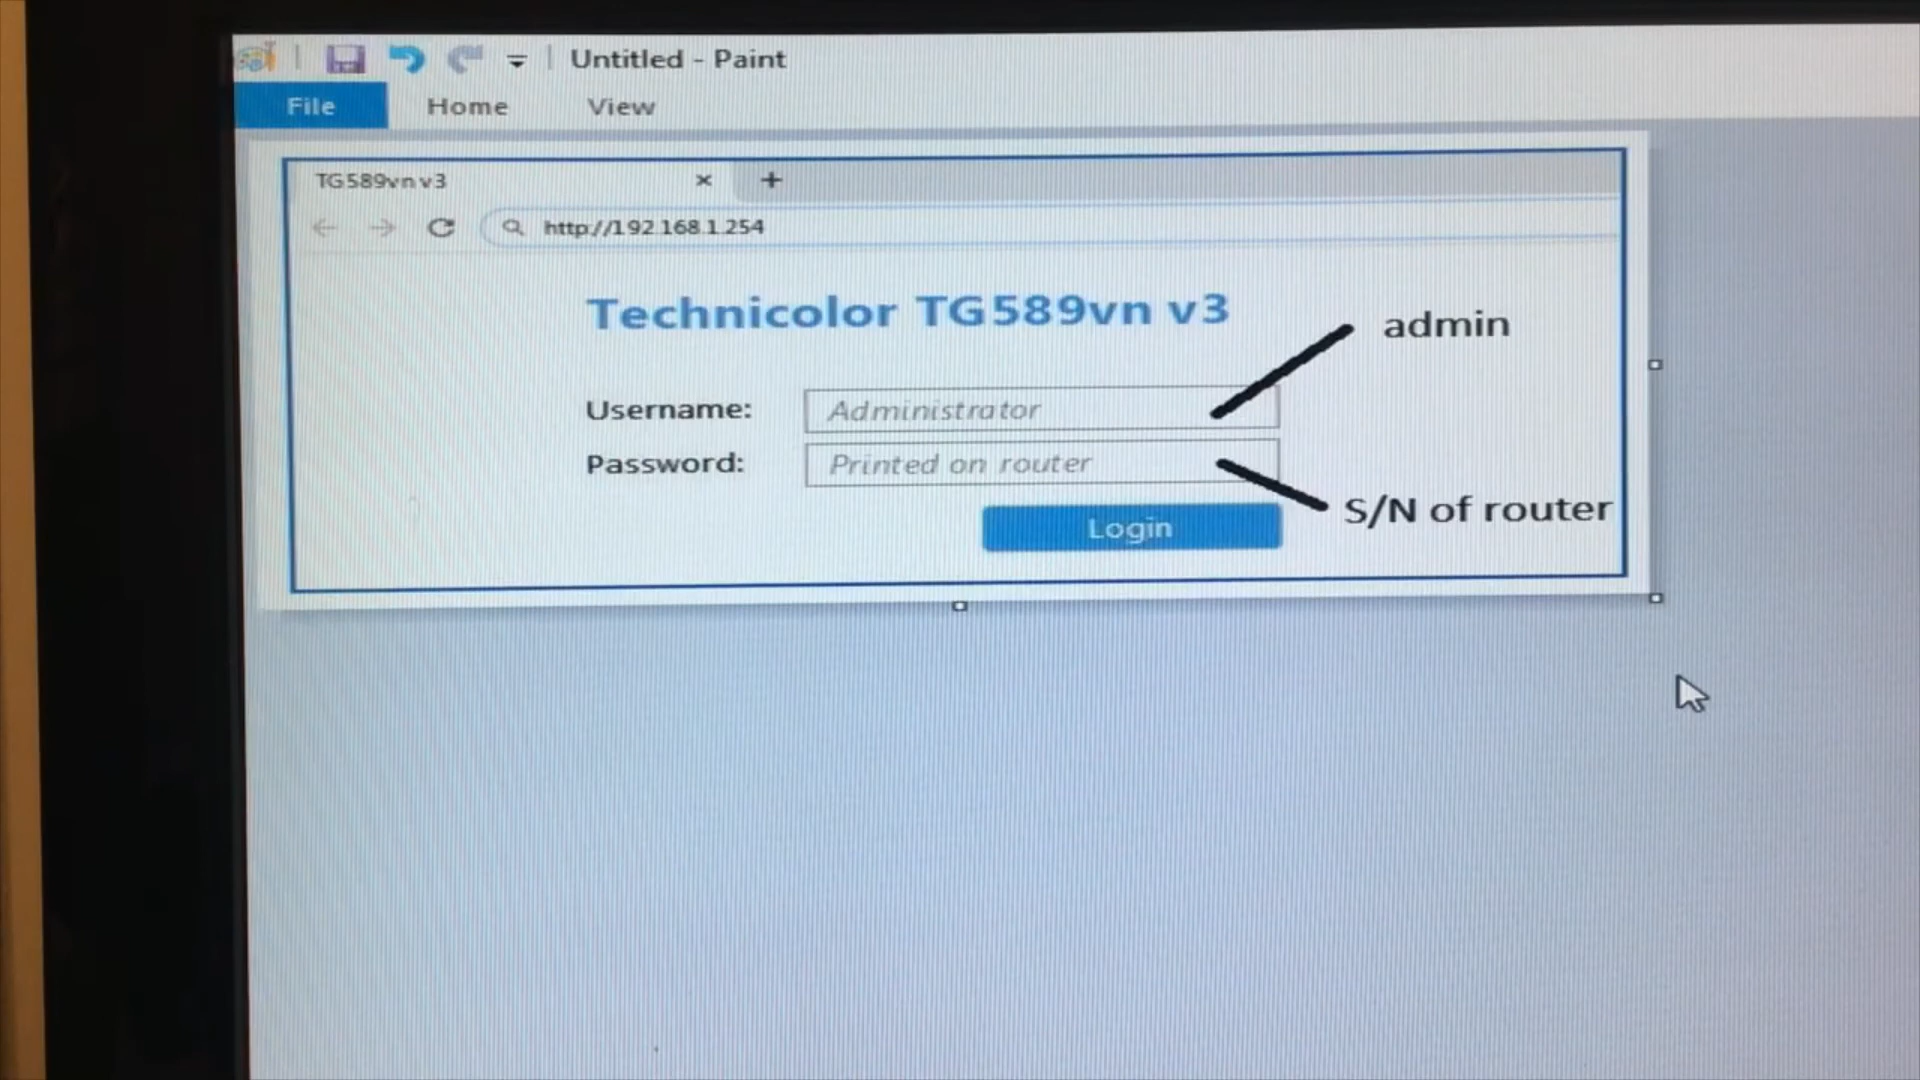 Untitled - Paint
File Home View
TG589vn v3
http://192.168.1.254
Technicolor TG589vn v3
admin
Username: Administrator
Password: Printed on router
S/N of router
Login